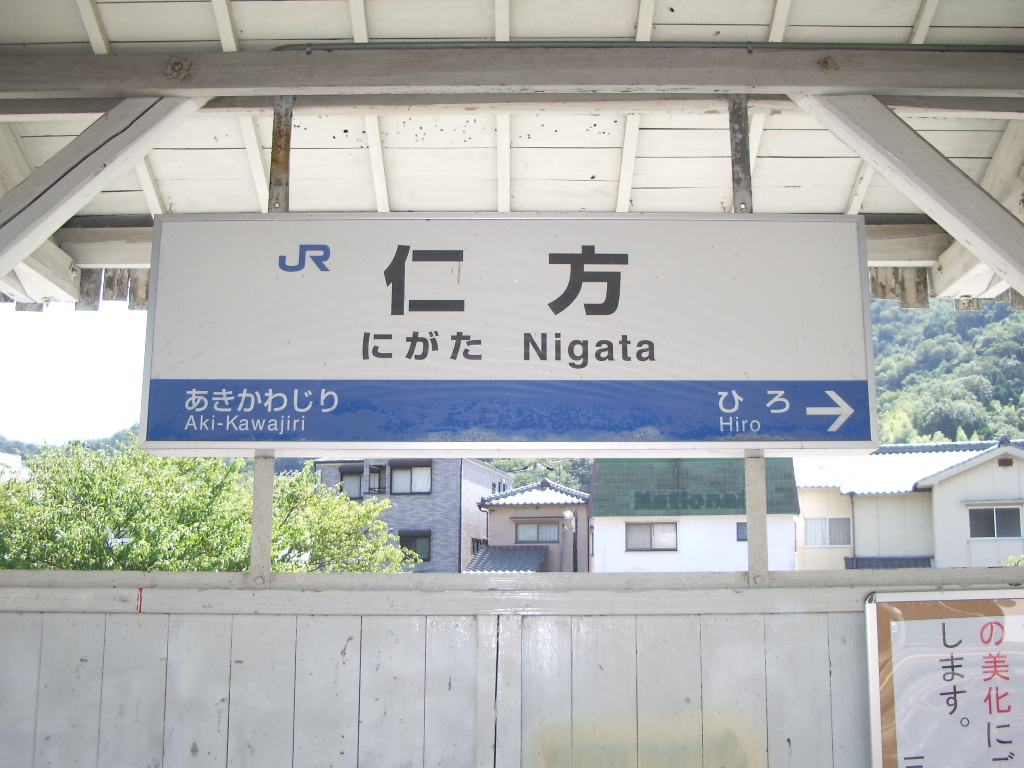 JR 仁方
にがた Nigata
あきかわじり
Aki-Kawajiri
ひろ
Hiro
National
の美化にご
します。